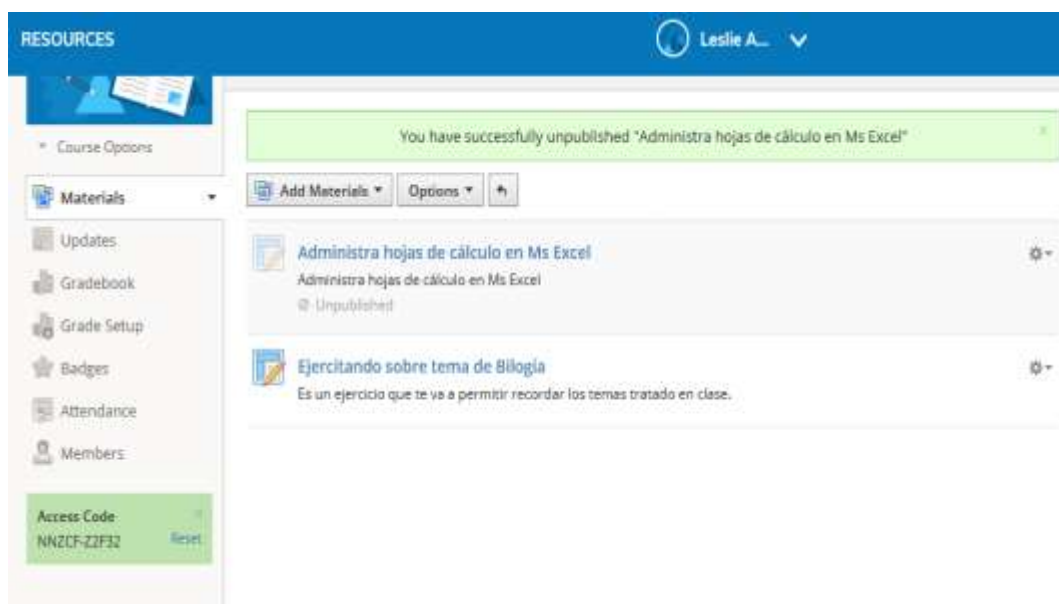 RESOURCES
Leslie A...
You have successfully unpublished "Administra hojas de cálculo en Ms Excel"
Course Options
Materials
Updates
Gradebook
Grade Setup
Badges
Attendance
Members
Access Code
NNZCF-Z2F32 Reset
Add Materials Options
Administra hojas de cálculo en Ms Excel
Administra hojas de cálculo en Ms Excel
Unpublished
Ejercitando sobre tema de Bilogía
Es un ejercicio que te va a permitir recordar los temas tratado en clase.